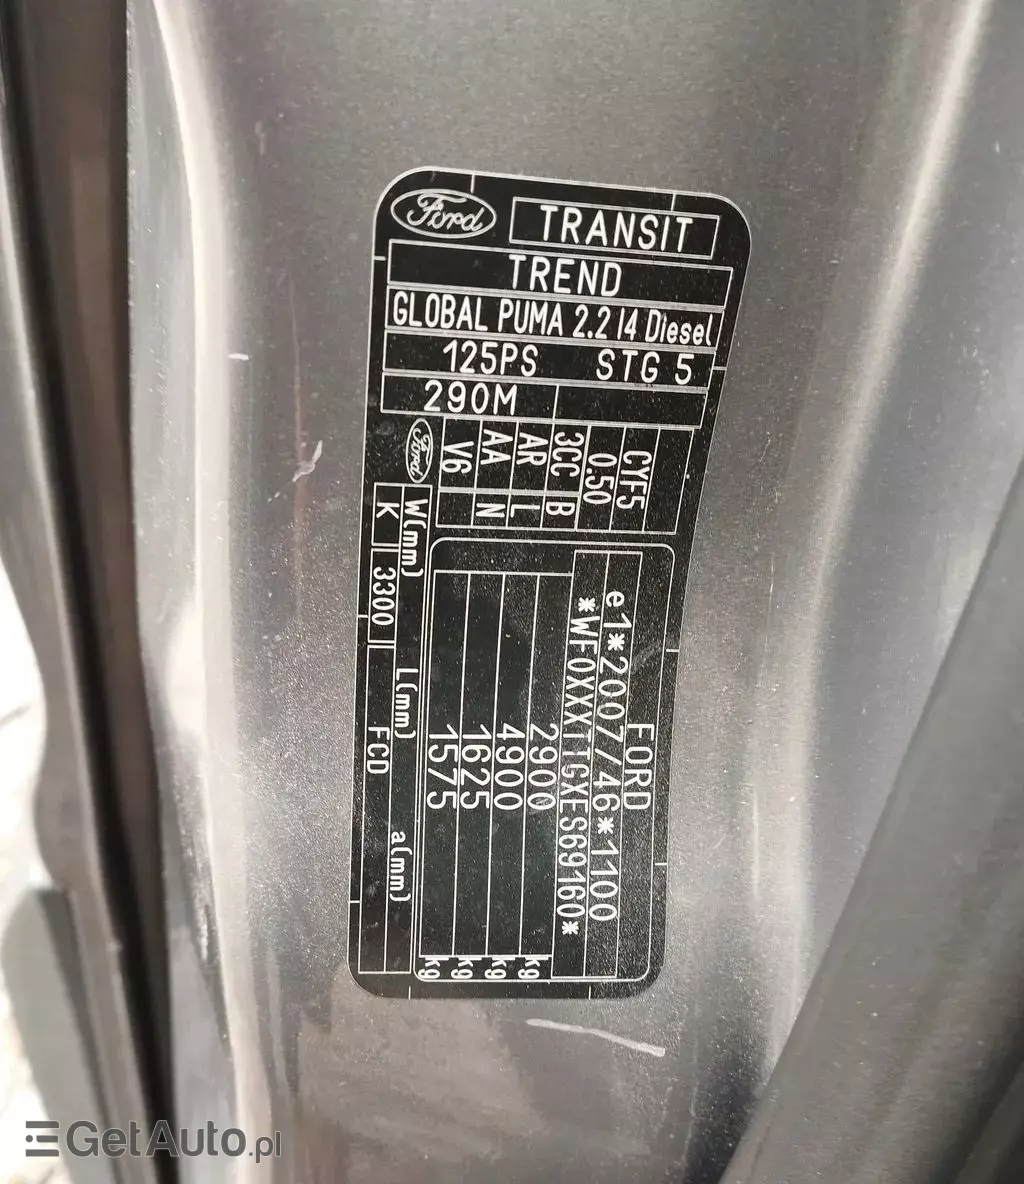 Ford TRANSIT
TREND
GLOBAL PUMA 2.2 I4 Diesel
125PS STG 5
290M
CYF5
0.50
3CC B
AR L
AA N
V6
Ford
FORD
e1*2007/46*1100
*WF0XXXTTGXES69160*
2900 kg
4900 kg
1625 kg
1575 kg
W(mm) L(mm) a(mm)
K 3300 FCD
GetAuto.pl